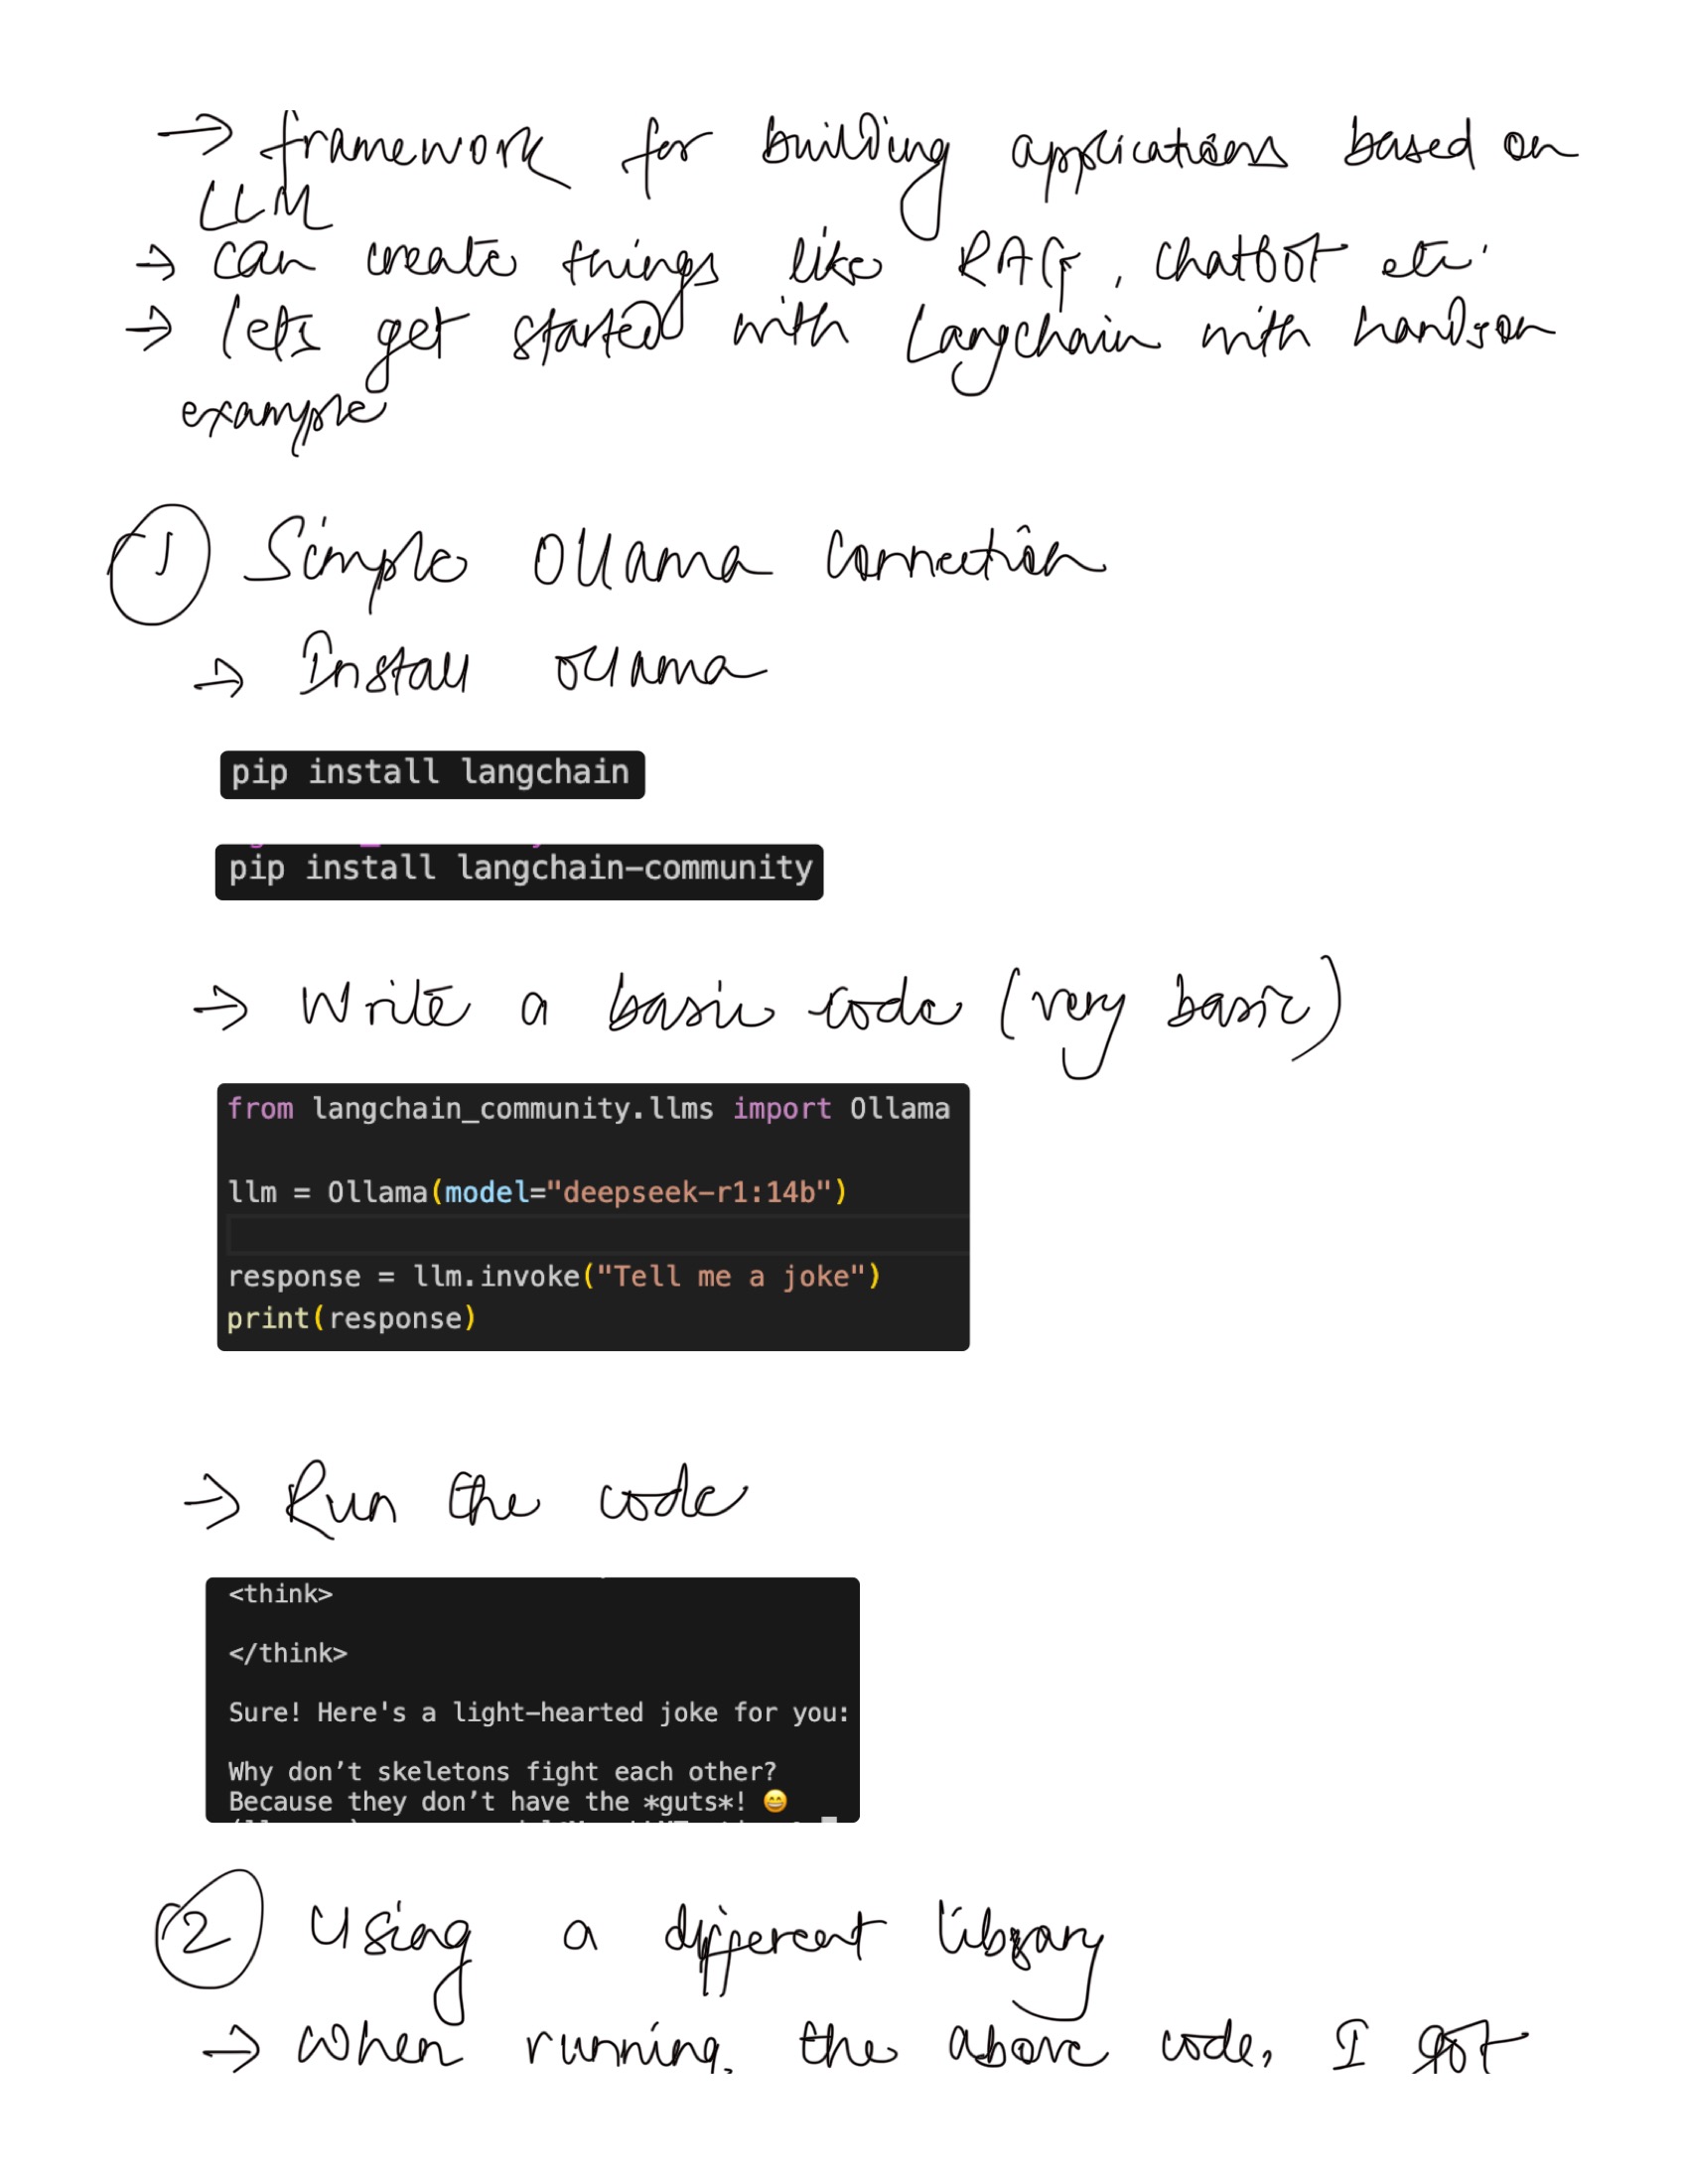 → framework for building applications based on
LLM
→ can create things like RAG, chatbot etc.
→ lets get started with Langchain with handson
example
① Simple Ollama Connection
→ Install ollama
pip install langchain
pip install langchain-community
→ Write a basic code (very basic)
from langchain_community.llms import Ollama
llm = Ollama(model="deepseek-r1:14b")
response = llm.invoke("Tell me a joke")
print(response)
→ Run the code
<think>
</think>
Sure! Here's a light-hearted joke for you:
Why don’t skeletons fight each other?
Because they don’t have the *guts*! 😄
② Using a different library
→ When running the above code, I got